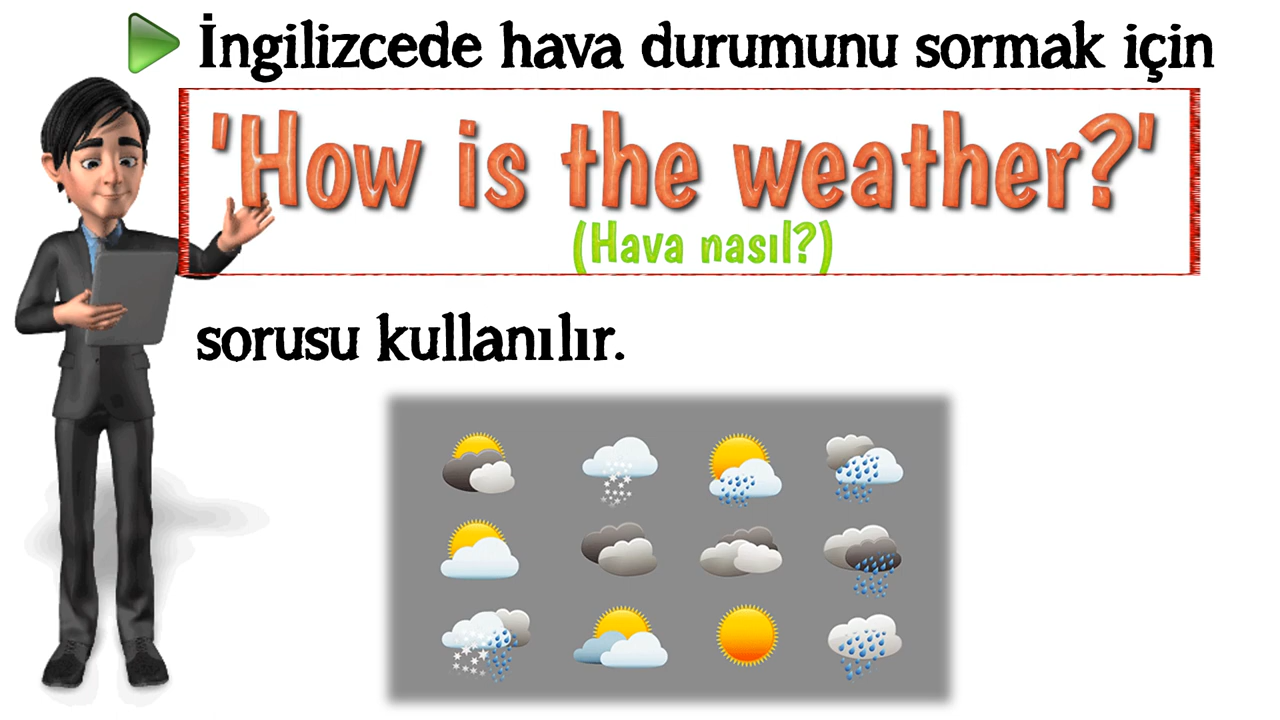 İngilizcede hava durumunu sormak için
'How is the weather?'
(Hava nasıl?)
sorusu kullanılır.